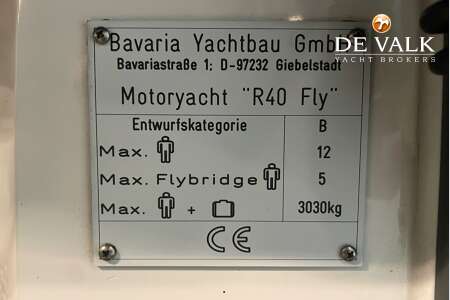 DE VALK
YACHT BROKERS
Bavaria Yachtbau GmbH
Bavariastraße 1; D-97232 Giebelstadt
Motoryacht "R40 Fly"
Entwurfskategorie B
Max. 12
Max. Flybridge 5
Max. + 3030kg
CE